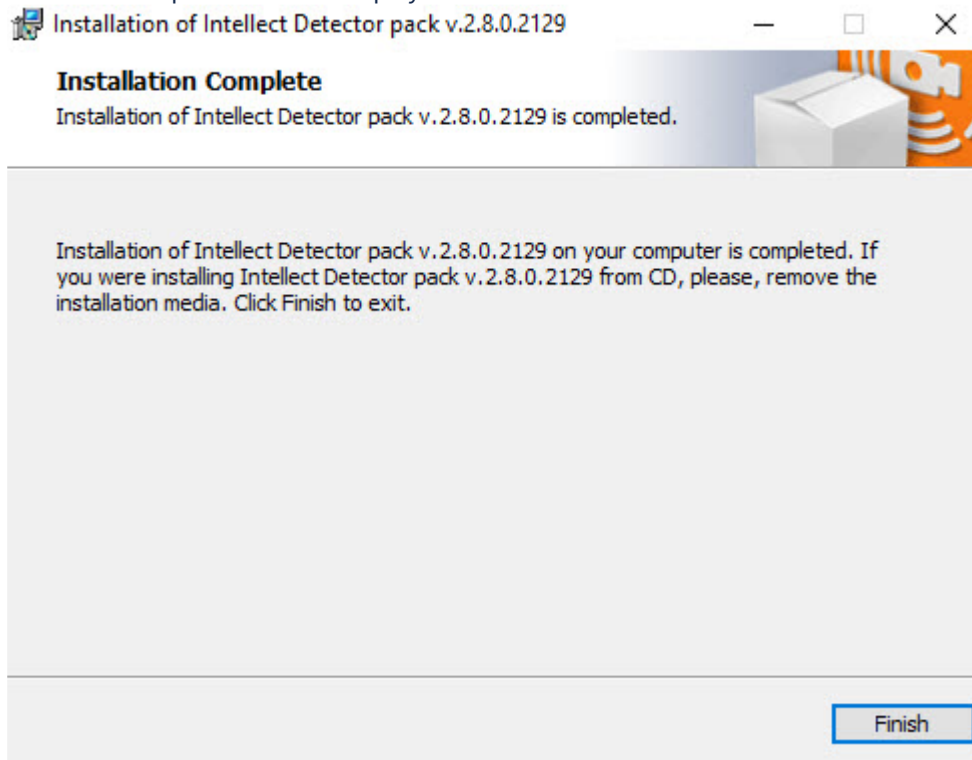 Installation of Intellect Detector pack v.2.8.0.2129
Installation Complete
Installation of Intellect Detector pack v.2.8.0.2129 is completed.
Installation of Intellect Detector pack v.2.8.0.2129 on your computer is completed. If
you were installing Intellect Detector pack v.2.8.0.2129 from CD, please, remove the
installation media. Click Finish to exit.
Finish